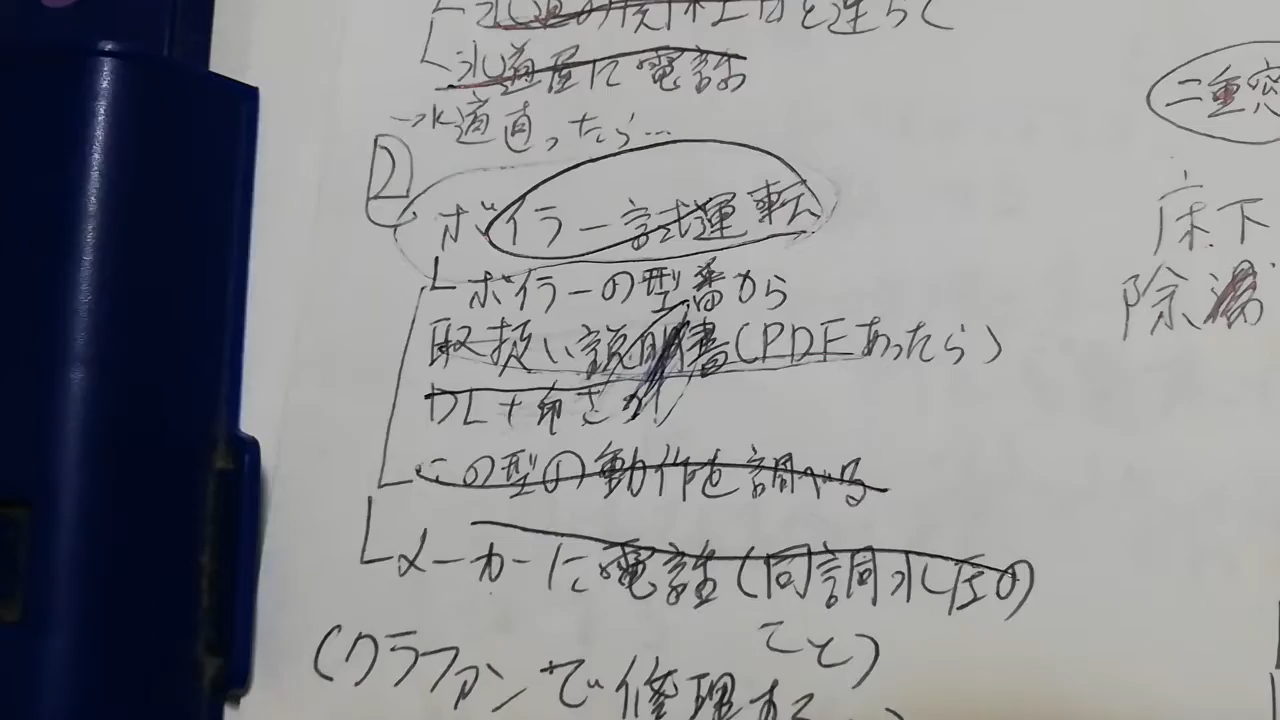 水道屋に電話
→水道直ったら…
2
ボイラー試運転
ボイラーの型番から
取扱い説明書(PDFあったら)
DL+印さつ
この型の動作を調べる
メーカーに電話(同調水圧の
こと)
(クラファンで修理する
二重窓
床下
除湿